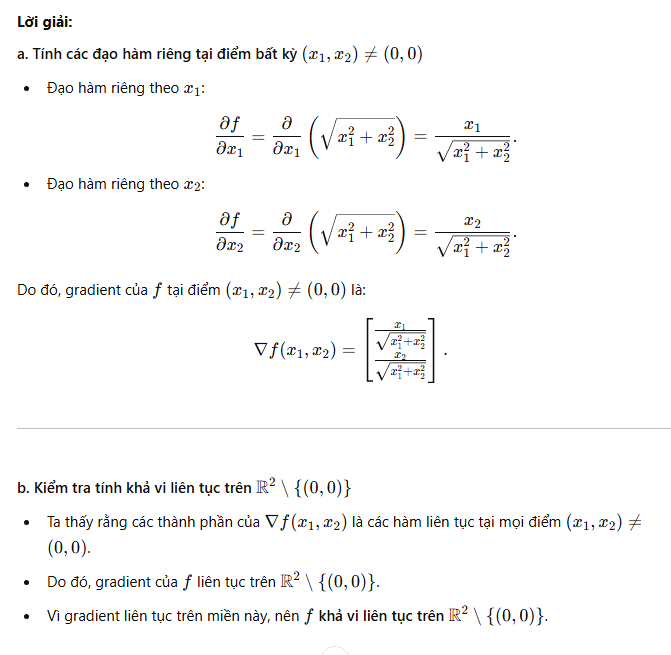 Lời giải:
a. Tính các đạo hàm riêng tại điểm bất kỳ (x₁, x₂) ≠ (0, 0)
• Đạo hàm riêng theo x₁:
∂f/∂x₁ = ∂/∂x₁ (√(x₁² + x₂²)) = x₁/√(x₁² + x₂²).
• Đạo hàm riêng theo x₂:
∂f/∂x₂ = ∂/∂x₂ (√(x₁² + x₂²)) = x₂/√(x₁² + x₂²).
Do đó, gradient của f tại điểm (x₁, x₂) ≠ (0, 0) là:
∇f(x₁, x₂) = [x₁/√(x₁²+x₂²) ; x₂/√(x₁²+x₂²)].
b. Kiểm tra tính khả vi liên tục trên ℝ² \ {(0, 0)}
• Ta thấy rằng các thành phần của ∇f(x₁, x₂) là các hàm liên tục tại mọi điểm (x₁, x₂) ≠
(0, 0).
• Do đó, gradient của f liên tục trên ℝ² \ {(0, 0)}.
• Vì gradient liên tục trên miền này, nên f khả vi liên tục trên ℝ² \ {(0, 0)}.